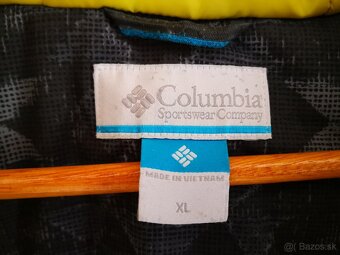 Columbia
Sportswear Company
MADE IN VIETNAM
XL
Bazos.sk